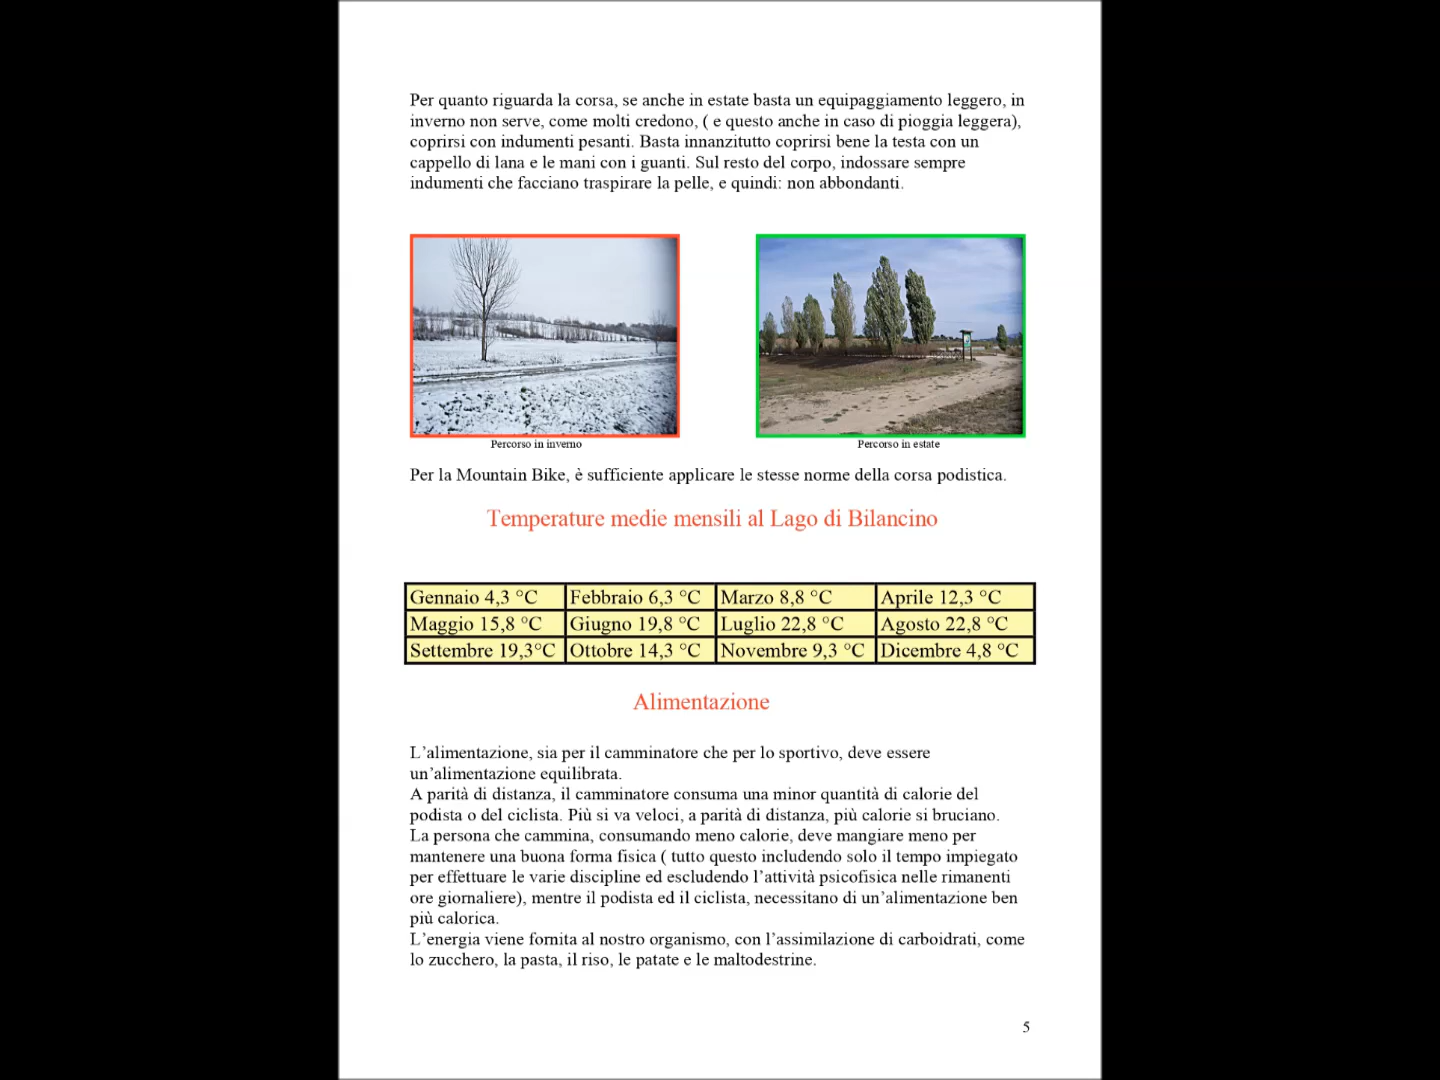 Per quanto riguarda la corsa, se anche in estate basta un equipaggiamento leggero, in
inverno non serve, come molti credono, ( e questo anche in caso di pioggia leggera),
coprirsi con indumenti pesanti. Basta innanzitutto coprirsi bene la testa con un
cappello di lana e le mani con i guanti. Sul resto del corpo, indossare sempre
indumenti che facciano traspirare la pelle, e quindi: non abbondanti.
Percorso in inverno
Percorso in estate
Per la Mountain Bike, è sufficiente applicare le stesse norme della corsa podistica.
Temperature medie mensili al Lago di Bilancino
Gennaio 4,3 °C Febbraio 6,3 °C Marzo 8,8 °C Aprile 12,3 °C
Maggio 15,8 °C Giugno 19,8 °C Luglio 22,8 °C Agosto 22,8 °C
Settembre 19,3°C Ottobre 14,3 °C Novembre 9,3 °C Dicembre 4,8 °C
Alimentazione
L’alimentazione, sia per il camminatore che per lo sportivo, deve essere
un’alimentazione equilibrata.
A parità di distanza, il camminatore consuma una minor quantità di calorie del
podista o del ciclista. Più si va veloci, a parità di distanza, più calorie si bruciano.
La persona che cammina, consumando meno calorie, deve mangiare meno per
mantenere una buona forma fisica ( tutto questo includendo solo il tempo impiegato
per effettuare le varie discipline ed escludendo l’attività psicofisica nelle rimanenti
ore giornaliere), mentre il podista ed il ciclista, necessitano di un’alimentazione ben
più calorica.
L’energia viene fornita al nostro organismo, con l’assimilazione di carboidrati, come
lo zucchero, la pasta, il riso, le patate e le maltodestrine.
5